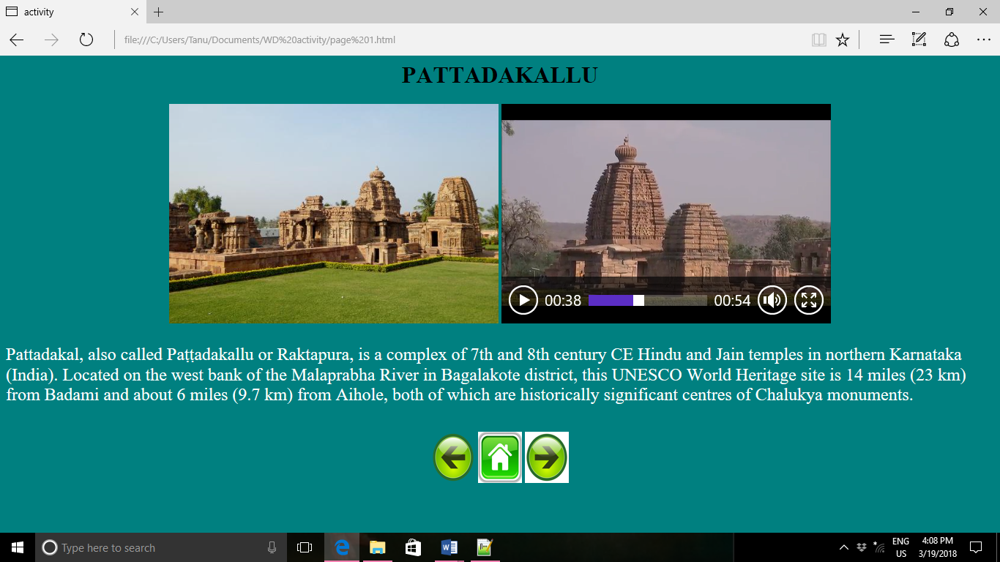 activity
file:///C:/Users/Tanu/Documents/WD%20activity/page%201.html
PATTADAKALLU
00:38
00:54
Pattadakal, also called Paṭṭadakallu or Raktapura, is a complex of 7th and 8th century CE Hindu and Jain temples in northern Karnataka
(India). Located on the west bank of the Malaprabha River in Bagalakote district, this UNESCO World Heritage site is 14 miles (23 km)
from Badami and about 6 miles (9.7 km) from Aihole, both of which are historically significant centres of Chalukya monuments.
Type here to search
ENG
US
4:08 PM
3/19/2018